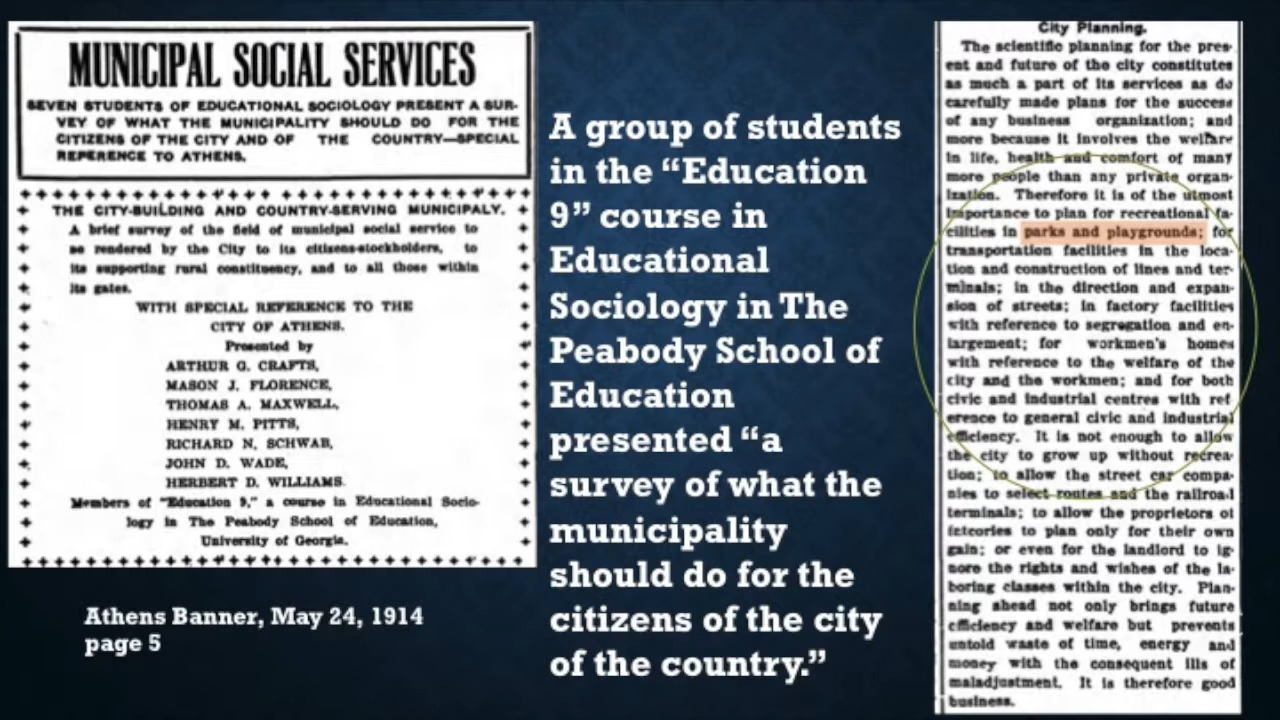 MUNICIPAL SOCIAL SERVICES
SEVEN STUDENTS OF EDUCATIONAL SOCIOLOGY PRESENT A SUR-
VEY OF WHAT THE MUNICIPALITY SHOULD DO FOR THE
CITIZENS OF THE CITY AND OF THE COUNTRY—SPECIAL
REFERENCE TO ATHENS.
THE CITY-BUILDING AND COUNTRY-SERVING MUNICIPALY.
A brief survey of the field of municipal social service to
be rendered by the City to its citizens-stockholders, to
its supporting rural constituency, and to all those within
its gates.
WITH SPECIAL REFERENCE TO THE
CITY OF ATHENS.
Presented by
ARTHUR G. CRAFTS,
MASON J. FLORENCE,
THOMAS A. MAXWELL,
HENRY M. PITTS,
RICHARD N. SCHWAB,
JOHN D. WADE,
HERBERT D. WILLIAMS.
Members of "Education 9," a course in Educational Socio-
logy in The Peabody School of Education,
University of Georgia.
Athens Banner, May 24, 1914
page 5
A group of students
in the “Education
9” course in
Educational
Sociology in The
Peabody School of
Education
presented “a
survey of what the
municipality
should do for the
citizens of the city
of the country.”
City Planning.
The scientific planning for the pres-
ent and future of the city constitutes
as much a part of its services as do
carefully made plans for the success
of any business organization; and
more because it involves the welfare
in life, health and comfort of many
more people than any private organ-
ization. Therefore it is of the utmost
importance to plan for recreational fa-
cilities in parks and playgrounds; for
transportation facilities in the loca-
tion and construction of lines and ter-
minals; in the direction and expan-
sion of streets; in factory facilities
with reference to segregation and en-
largement; for workmen's homes
with reference to the welfare of the
city and the workmen; and for both
civic and industrial centres with ref
erence to general civic and industrial
efficiency. It is not enough to allow
the city to grow up without recrea-
tion; to allow the street car compa-
nies to select routes and the railroad
terminals; to allow the proprietors of
factories to plan only for their own
gain; or even for the landlord to ig-
nore the rights and wishes of the la-
boring classes within the city. Plan-
ning ahead not only brings future
efficiency and welfare but prevents
untold waste of time, energy and
money with the consequent ills of
maladjustment. It is therefore good
business.